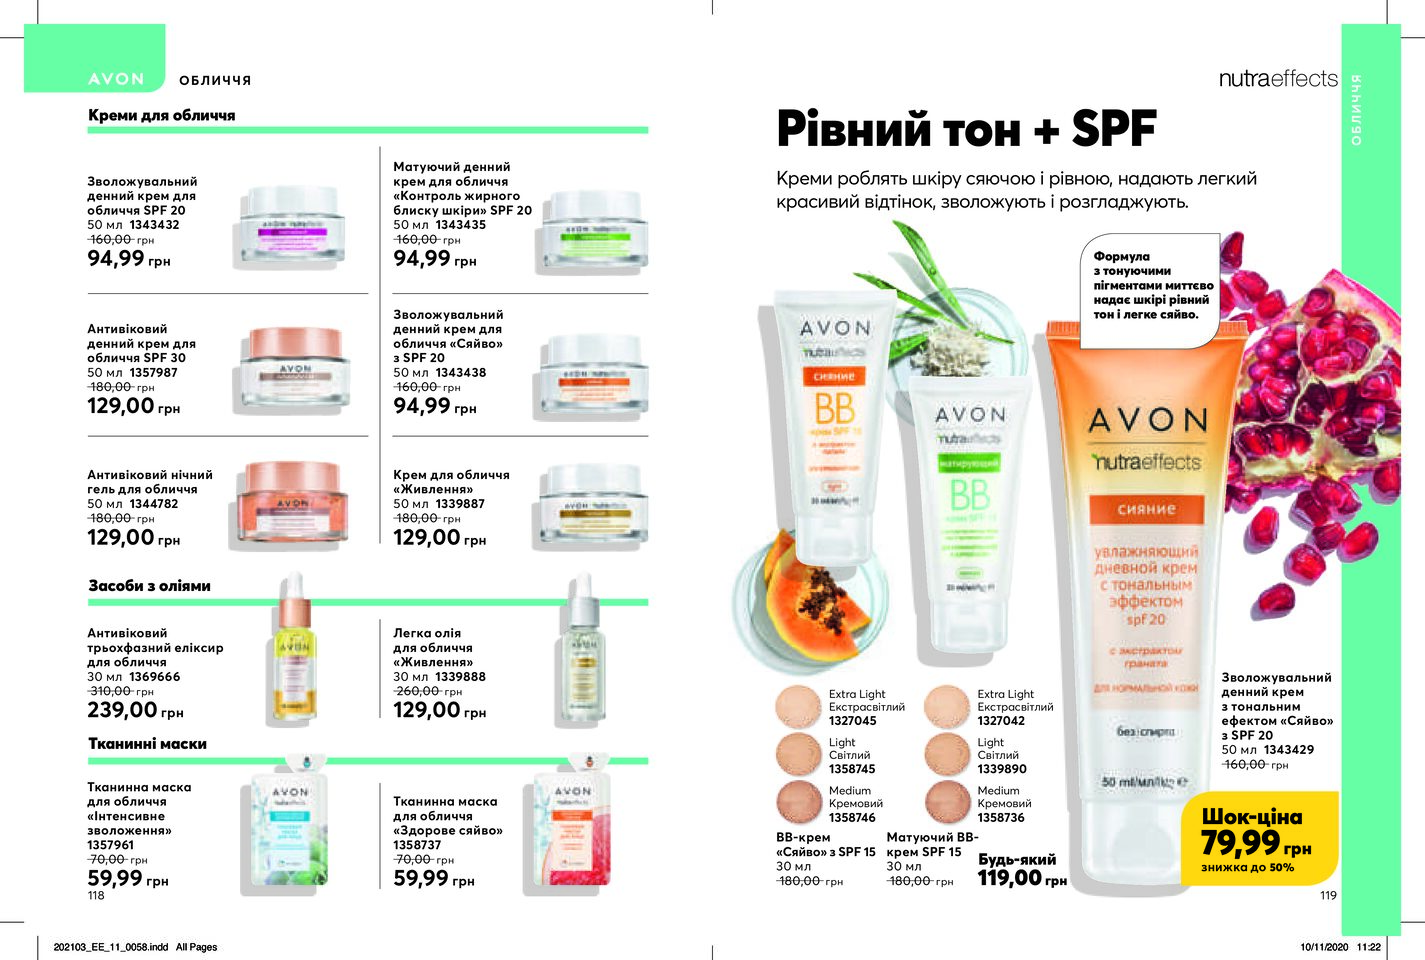 AVON
ОБЛИЧЧЯ
Креми для обличчя
Зволожувальний
денний крем для
обличчя SPF 20
50 мл 1343432
160,00 грн
94,99 грн
Матуючий денний
крем для обличчя
«Контроль жирного
блиску шкіри» SPF 20
50 мл 1343435
160,00 грн
94,99 грн
Антивіковий
денний крем для
обличчя SPF 30
50 мл 1357987
180,00 грн
129,00 грн
Зволожувальний
денний крем для
обличчя «Сяйво»
з SPF 20
50 мл 1343438
160,00 грн
94,99 грн
Антивіковий нічний
гель для обличчя
50 мл 1344782
180,00 грн
129,00 грн
Крем для обличчя
«Живлення»
50 мл 1339887
180,00 грн
129,00 грн
AVON
AVON
Засоби з оліями
Антивіковий
трьохфазний еліксир
для обличчя
30 мл 1369666
310,00 грн
239,00 грн
AVON
Легка олія
для обличчя
«Живлення»
30 мл 1339888
260,00 грн
129,00 грн
AVON
Тканинні маски
Тканинна маска
для обличчя
«Інтенсивне
зволоження»
1357961
70,00 грн
59,99 грн
AVON
Тканинна маска
для обличчя
«Здорове сяйво»
1358737
70,00 грн
59,99 грн
AVON
118
nutraeffects
ОБЛИЧЧЯ
Рівний тон + SPF
Креми роблять шкіру сяючою і рівною, надають легкий
красивий відтінок, зволожують і розгладжують.
Формула
з тонуючими
пігментами миттєво
надає шкірі рівний
тон і легке сяйво.
AVON
nutraeffects
сияние
BB
крем SPF 15
light
AVON
nutraeffects
матирующий
BB
AVON
nutraeffects
сияние
увлажняющий
дневной крем
с тональным
эффектом
spf 20
с экстрактом
граната
для нормальной кожи
без спирта
50 ml/мл/մլ/კ ℮
Extra Light
Екстрасвітлий
1327045
Light
Світлий
1358745
Medium
Кремовий
1358746
BB-крем
«Сяйво» з SPF 15
30 мл
180,00 грн
Extra Light
Екстрасвітлий
1327042
Light
Світлий
1339890
Medium
Кремовий
1358736
Матуючий BB-
крем SPF 15
30 мл
180,00 грн
Будь-який
119,00 грн
Зволожувальний
денний крем
з тональним
ефектом «Сяйво»
з SPF 20
50 мл 1343429
160,00 грн
Шок-ціна
79,99 грн
знижка до 50%
119
202103_EE_11_0058.indd All Pages
10/11/2020 11:22